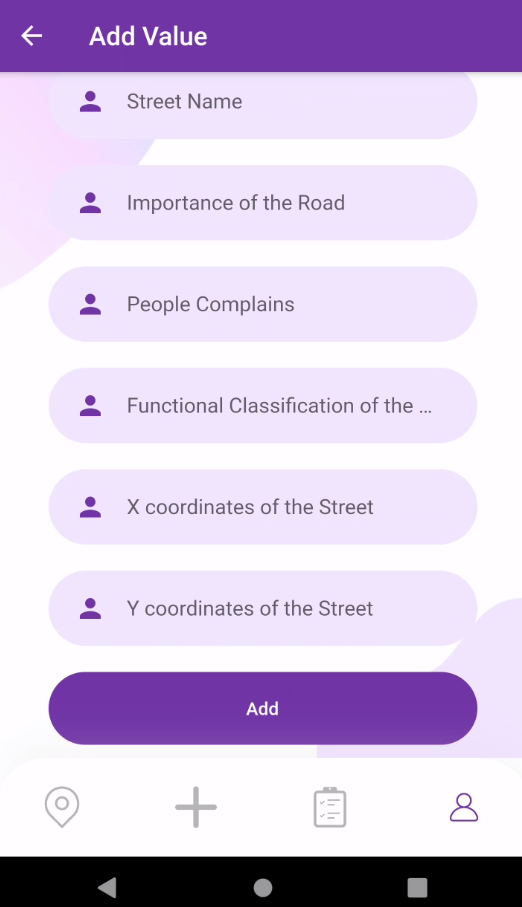 Add Value
Street Name
Importance of the Road
People Complains
Functional Classification of the ...
X coordinates of the Street
Y coordinates of the Street
Add